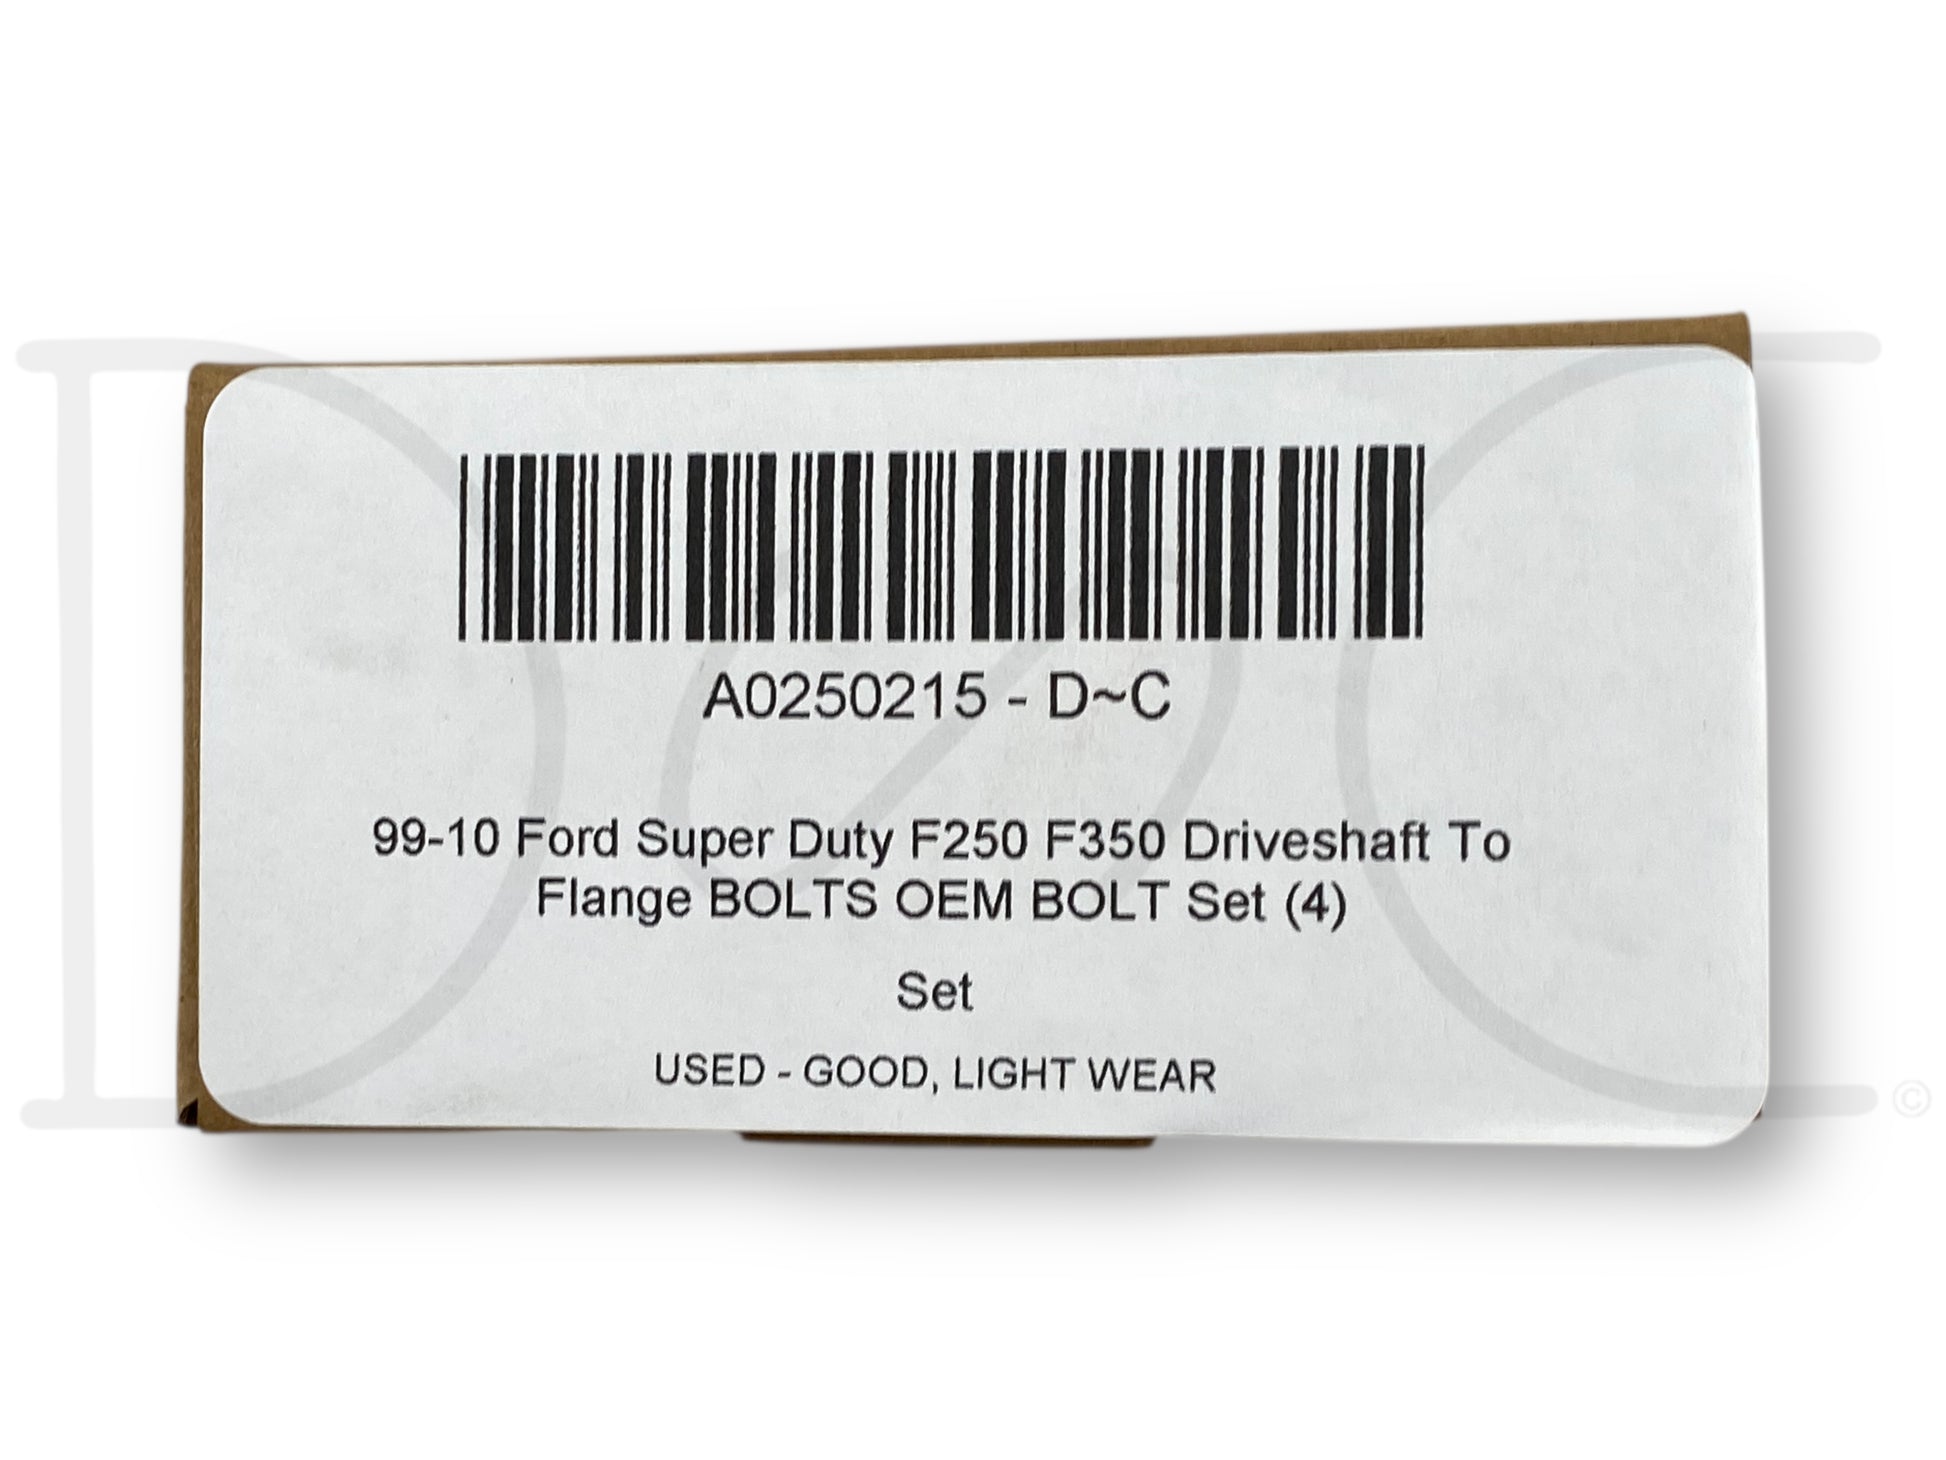 A0250215 - D~C
99-10 Ford Super Duty F250 F350 Driveshaft To
Flange BOLTS OEM BOLT Set (4)
Set
USED - GOOD, LIGHT WEAR
©